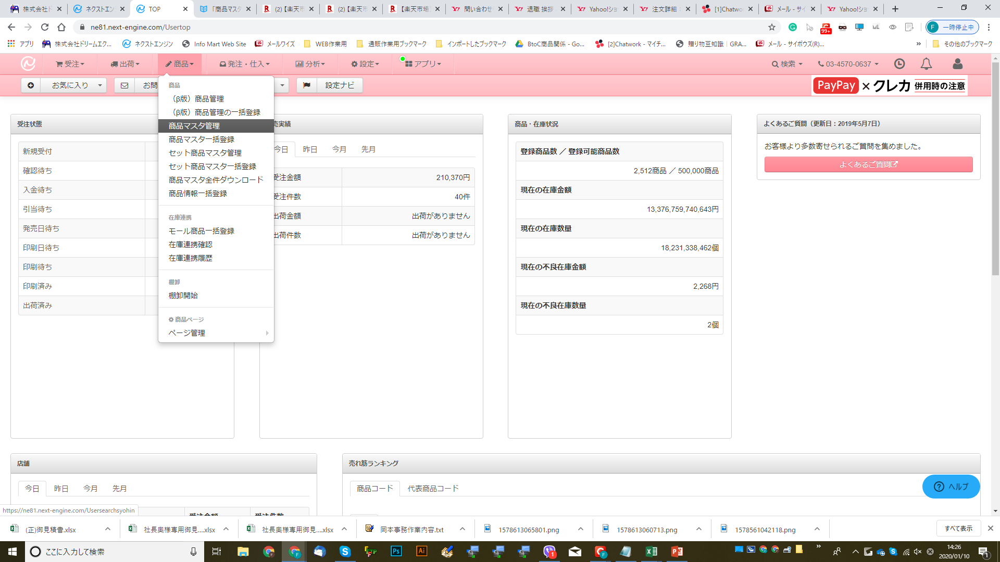 株式会社ド
ネクストエン
TOP
「商品マスタ
(2)【楽天市
(2)【楽天市
【楽天市場】
問い合わせ
退職 挨拶
Yahoo!ショ
注文詳細
[1]Chatwo
メール - サイ
Yahoo!ショ
ne81.next-engine.com/Usertop
99+
F 一時停止中
アプリ
株式会社ドリームエク...
ネクストエンジン
Info Mart Web Site
メールワイズ
WEB作業用
通販作業用ブックマーク
インポートしたブックマーク
BtoC商品関係 - Go...
[2]Chatwork - マイチ...
贈り物豆知識｜GRA...
メール - サイボウズ(R)...
»
その他のブックマーク
受注
出荷
商品
発注・仕入
分析
設定
アプリ
検索
03-4570-0637
お気に入り
お問
設定ナビ
PayPay×クレカ 併用時の注意
商品
（β版）商品管理
（β版）商品管理の一括登録
商品マスタ管理
商品マスタ一括登録
セット商品マスタ管理
セット商品マスタ一括登録
商品マスタ全件ダウンロード
商品情報一括登録
在庫連携
モール商品一括登録
在庫連携確認
在庫連携履歴
棚卸
棚卸開始
商品ページ
ページ管理
受注状態
新規受付
確認待ち
入金待ち
引当待ち
発売日待ち
印刷日待ち
印刷待ち
印刷済み
出荷済み
売実績
今日
昨日
今月
先月
受注金額 210,370円
受注件数 40件
出荷金額 出荷がありません
出荷件数 出荷がありません
商品・在庫状況
登録商品数 ／ 登録可能商品数
2,512商品 ／ 500,000商品
現在の在庫金額
13,376,759,740,643円
現在の在庫数量
18,231,338,462個
現在の不良在庫金額
2,268円
現在の不良在庫数量
2個
よくあるご質問（更新日：2019年5月7日）
お客様より多数寄せられるご質問を集めました。
よくあるご質問
店舗
今日
昨日
今月
先月
受注金額
受注件数
売れ筋ランキング
商品コード
代表商品コード
ヘルプ
https://ne81.next-engine.com/Usersearchsyohin
(正)御見積書.xlsx
社長奥様専用御見....xlsx
社長奥様専用御見....xlsx
岡本事務作業内容.txt
1578613065801.png
1578613060713.png
1578561042118.png
すべて表示
ここに入力して検索
14:26
2020/01/10